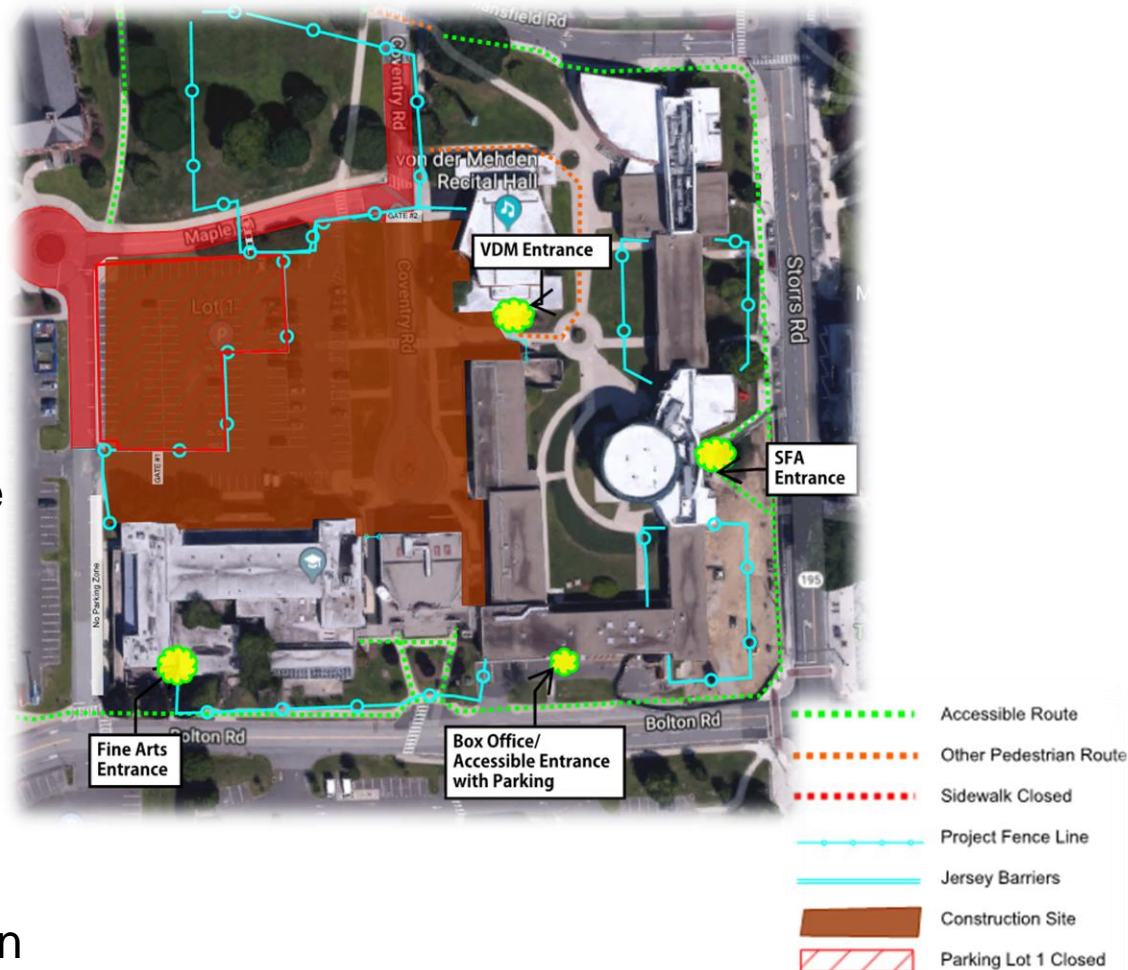 Mansfield Rd
Coventry Rd
von der Mehden
Recital Hall
GATE #2
Maple
VDM Entrance
Lot 1
P
Coventry Rd
Storrs Rd
SFA
Entrance
GATE #1
e
No Parking Zone
195
Fine Arts
Entrance
Bolton Rd
Box Office/
Accessible Entrance
with Parking
Bolton Rd
Accessible Route
Other Pedestrian Route
Sidewalk Closed
Project Fence Line
Jersey Barriers
Construction Site
Parking Lot 1 Closed
n